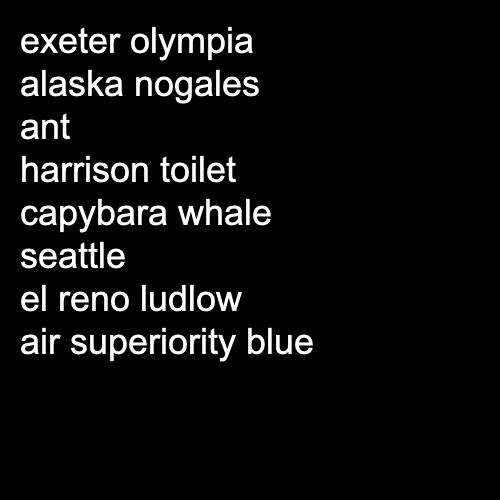 exeter olympia
alaska nogales
ant
harrison toilet
capybara whale
seattle
el reno ludlow
air superiority blue